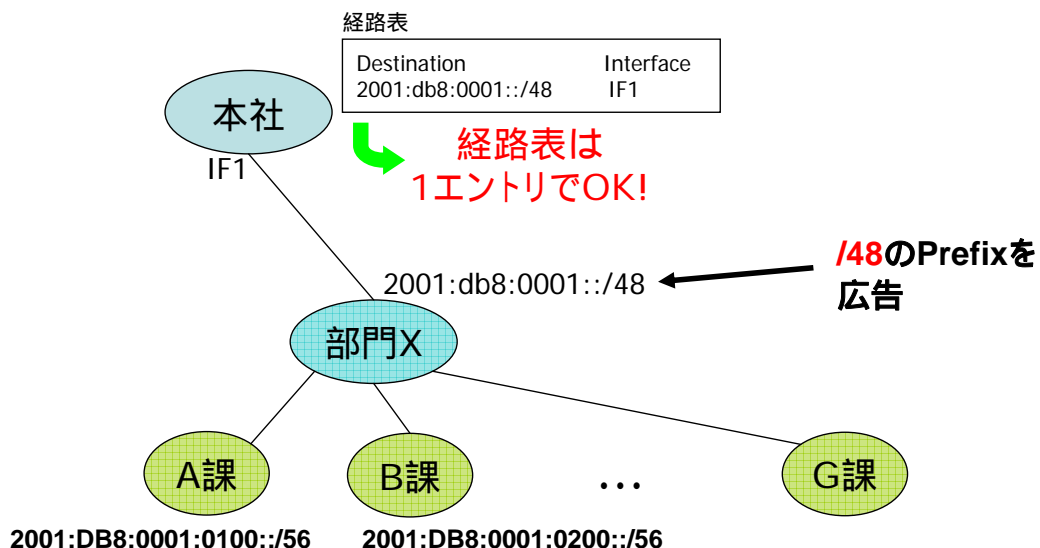 経路表
Destination Interface
2001:db8:0001::/48 IF1
本社
IF1
経路表は
1エントリでOK!
/48のPrefixを
広告
2001:db8:0001::/48
部門X
A課
B課
...
G課
2001:DB8:0001:0100::/56
2001:DB8:0001:0200::/56